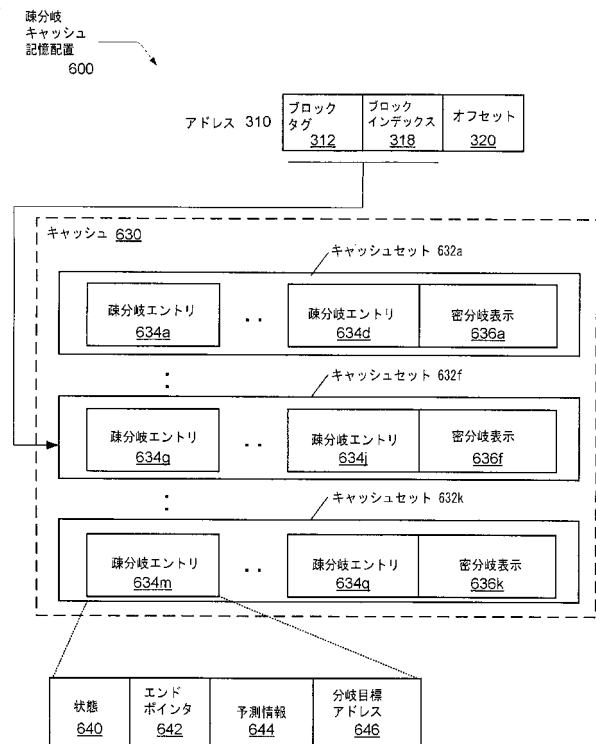 疎分岐
キャッシュ
記憶配置
600
アドレス 310
ブロック
タグ
312
ブロック
インデックス
318
オフセット
320
キャッシュ 630
キャッシュセット 632a
疎分岐エントリ
634a
・・
疎分岐エントリ
634d
密分岐表示
636a
キャッシュセット 632f
疎分岐エントリ
634g
・・
疎分岐エントリ
634j
密分岐表示
636f
キャッシュセット 632k
疎分岐エントリ
634m
・・
疎分岐エントリ
634q
密分岐表示
636k
状態
640
エンド
ポインタ
642
予測情報
644
分岐目標
アドレス
646